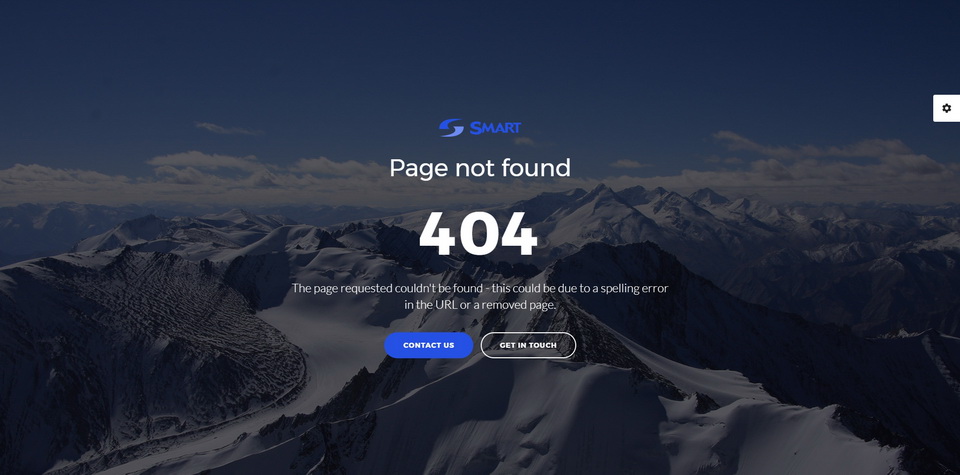 SMART
Page not found
404
The page requested couldn't be found - this could be due to a spelling error
in the URL or a removed page.
CONTACT US
GET IN TOUCH